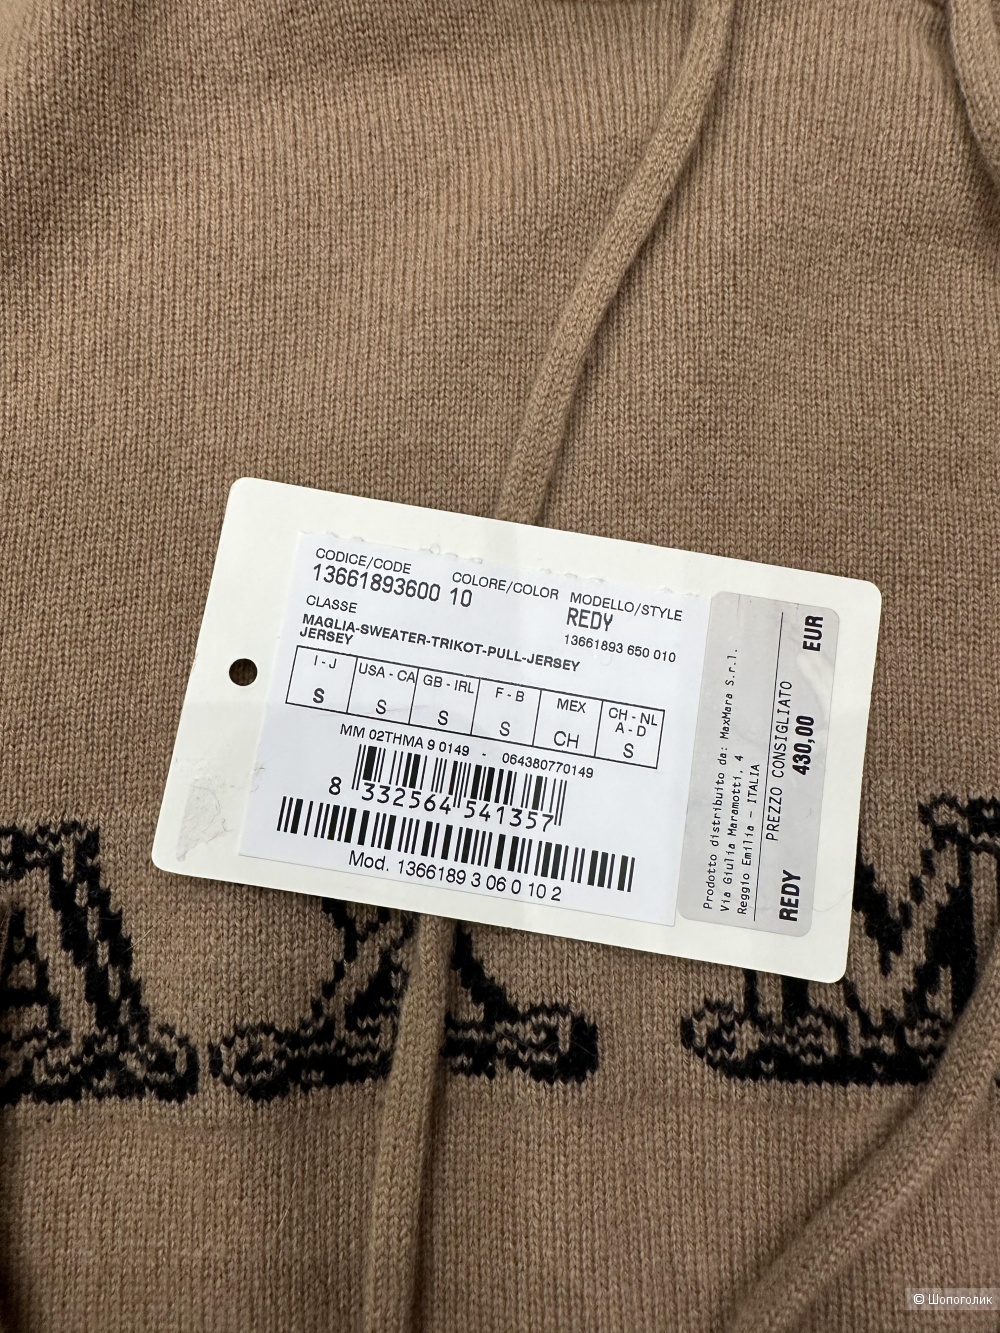 CODICE/CODE
13661893600 10
COLORE/COLOR
MODELLO/STYLE
REDY
13661893 650 010
CLASSE
MAGLIA-SWEATER-TRIKOT-PULL-JERSEY
JERSEY
I - J
USA - CA
GB - IRL
F - B
MEX
CH - NL
A - D
S
S
S
S
CH
S
MM 02THMA 9 0149 - 064380770149
8 332564 541357
Mod. 1366189 3 06 0 10 2
Prodotto distribuito da: MaxMara S.r.l.
Via Giulia Maramotti, 4
Reggio Emilia - ITALIA
PREZZO CONSIGLIATO
REDY 430,00 EUR
© Шопоголик